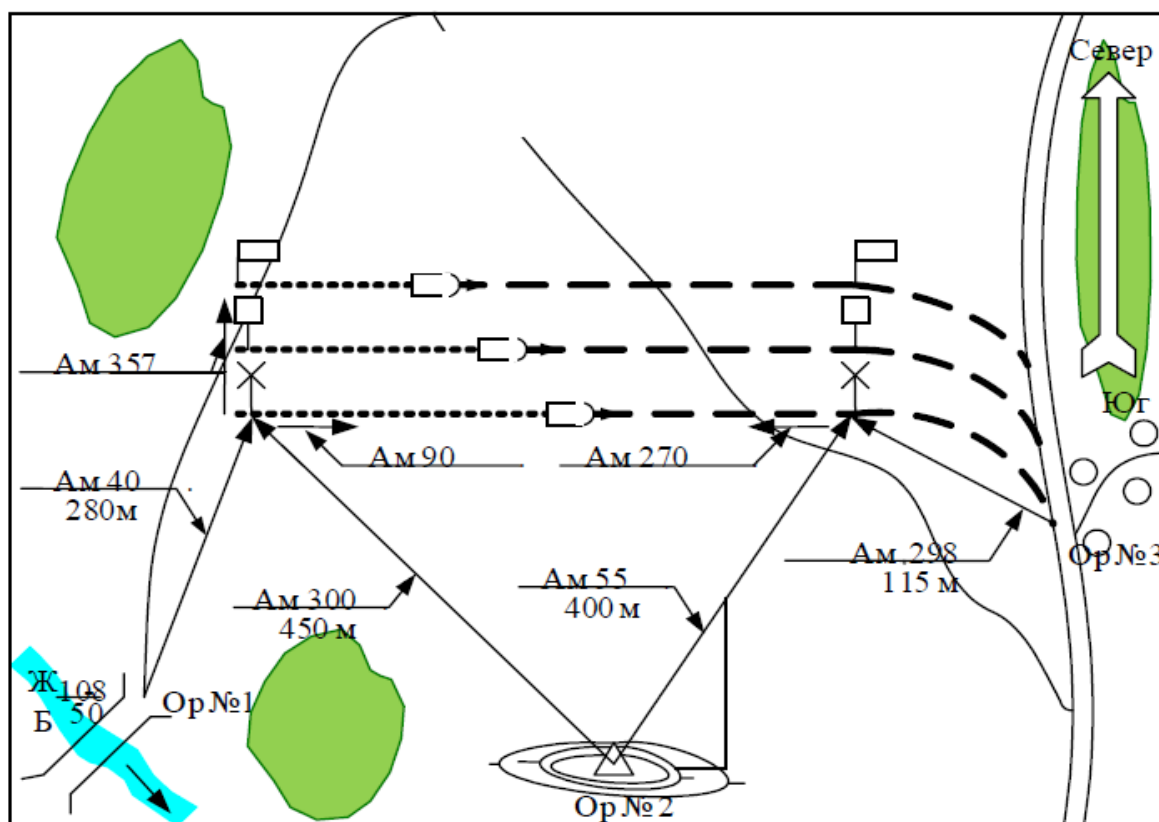 Север
Ам 357
Юг
Ам 90
Ам 270
Ам 40
280м
Ам 298
115 м
Ор №3
Ам 300
450 м
Ам 55
400 м
Ж
Б
108
50
Ор №1
Ор №2